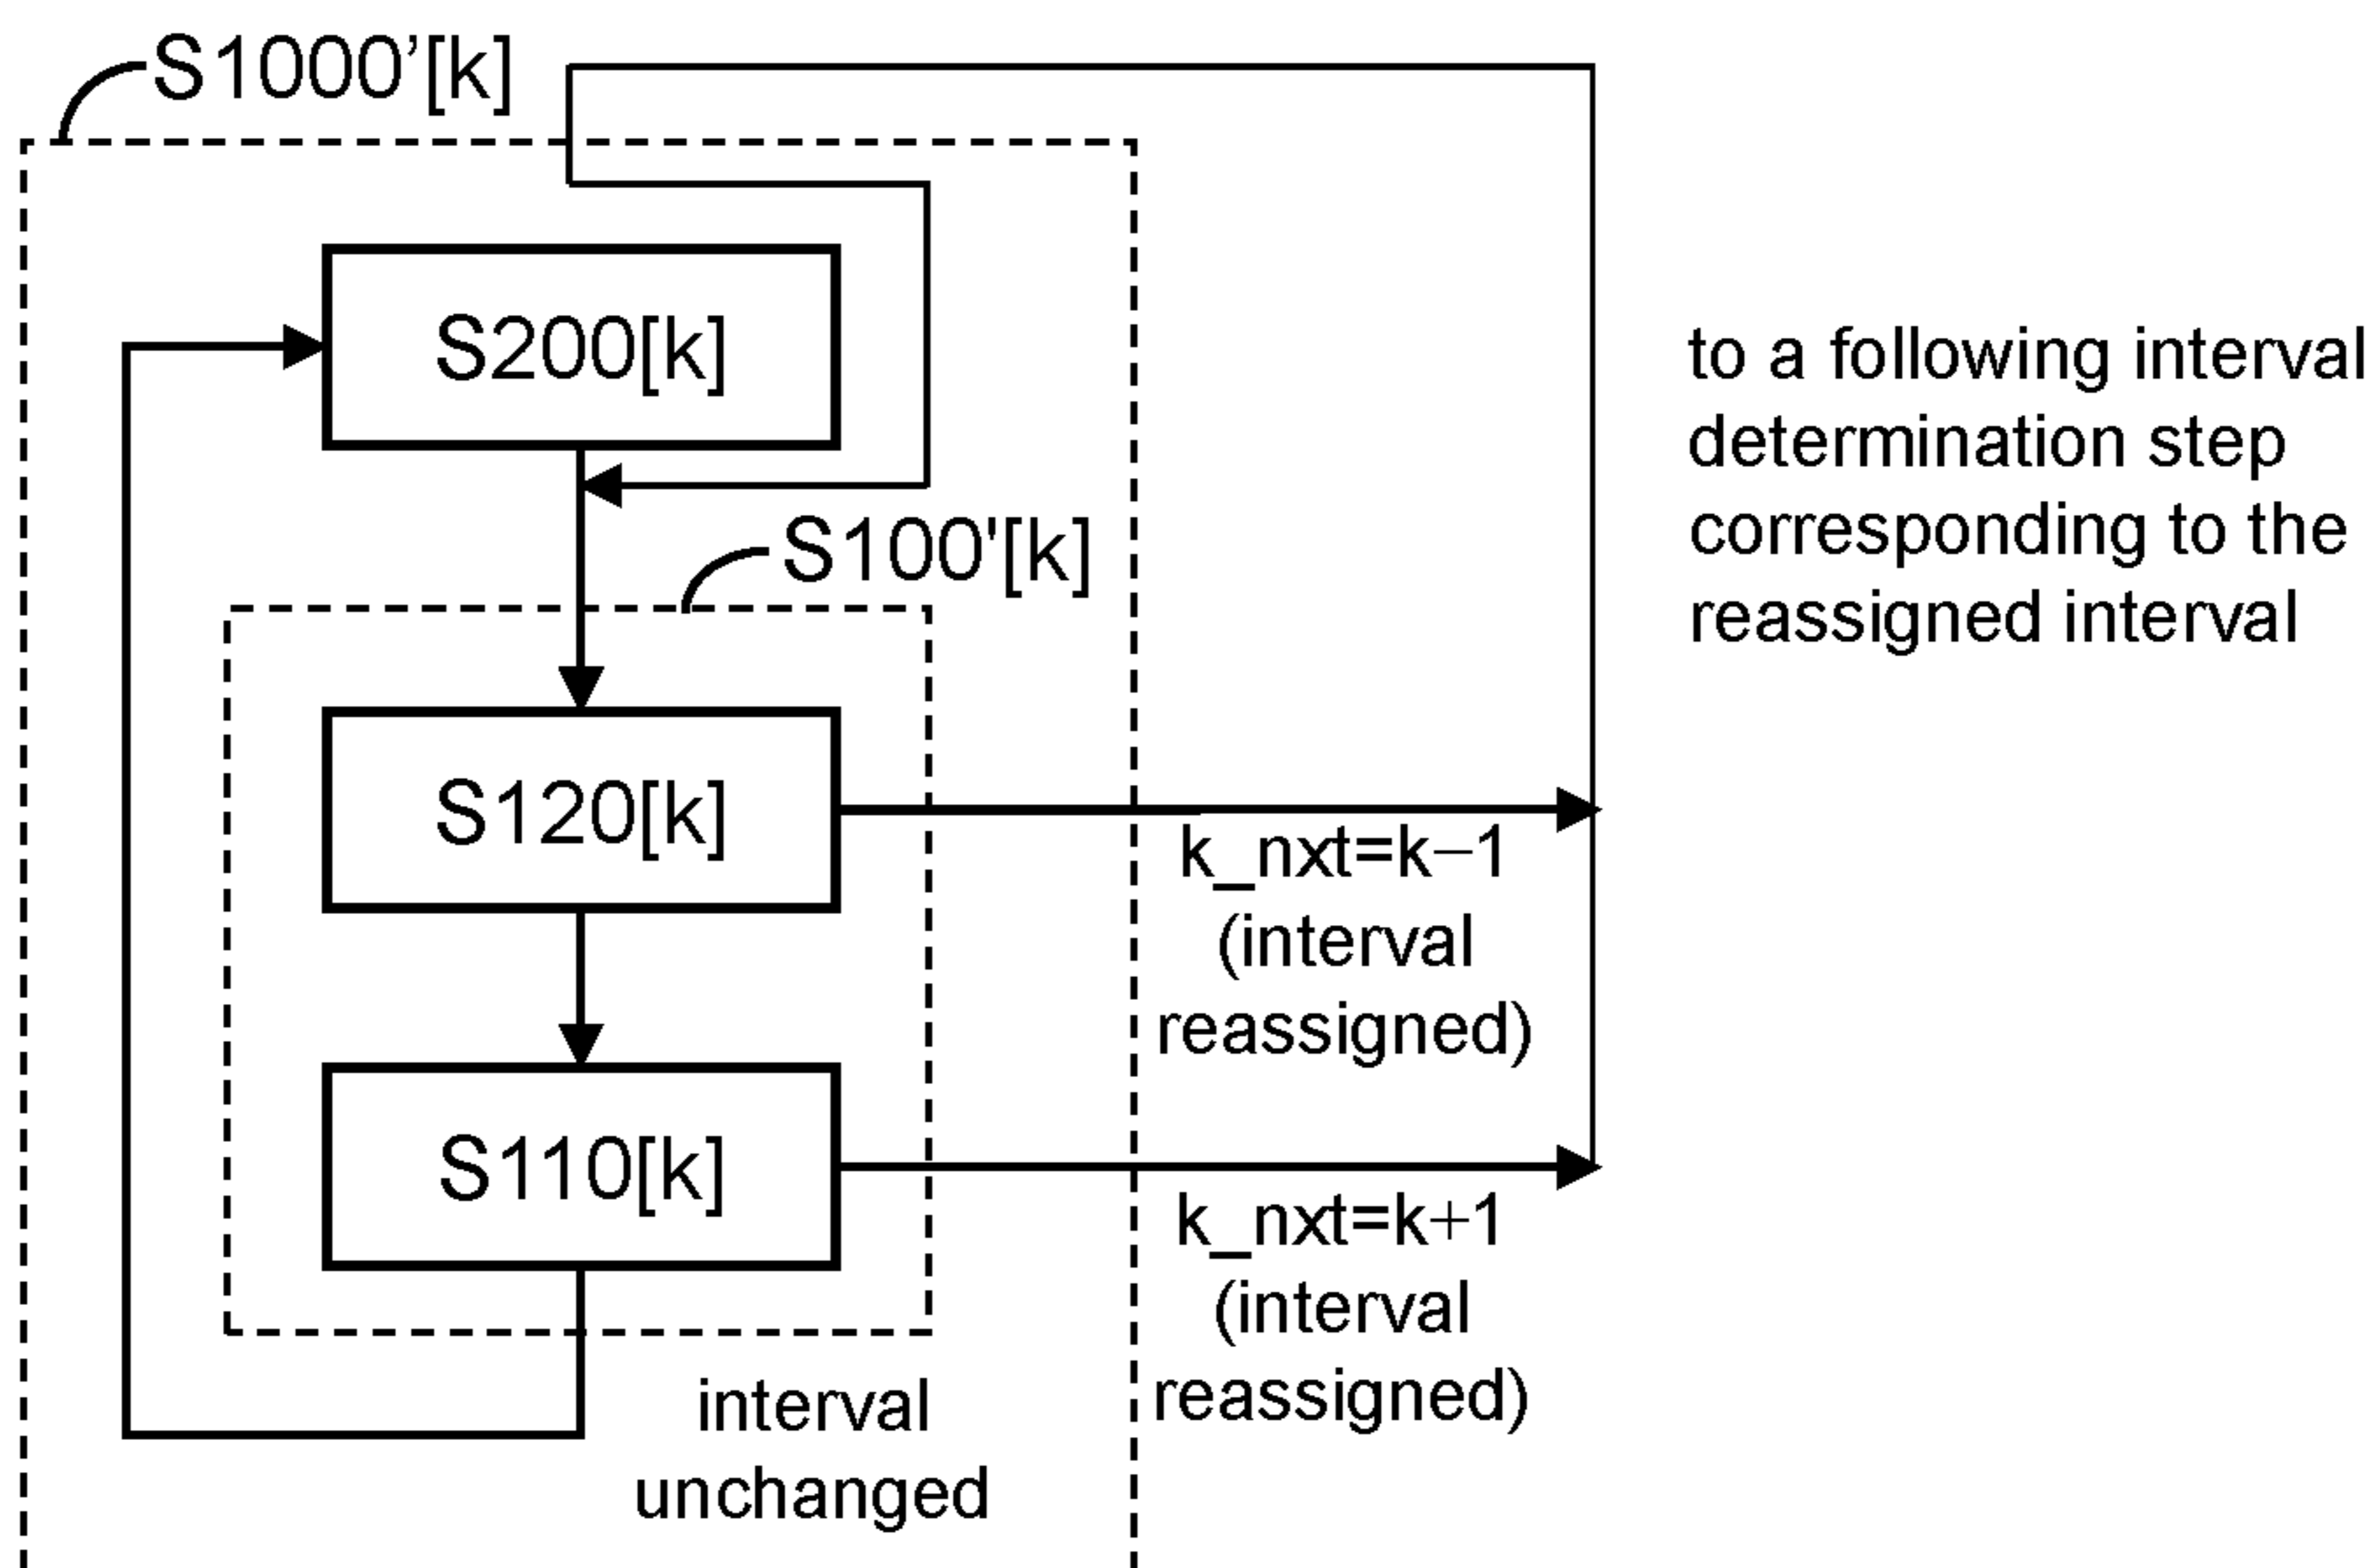 S1000’[k]
S200[k]
to a following interval
determination step
corresponding to the
reassigned interval
S100'[k]
S120[k]
k_nxt=k−1
(interval
reassigned)
S110[k]
k_nxt=k+1
(interval
reassigned)
interval
unchanged